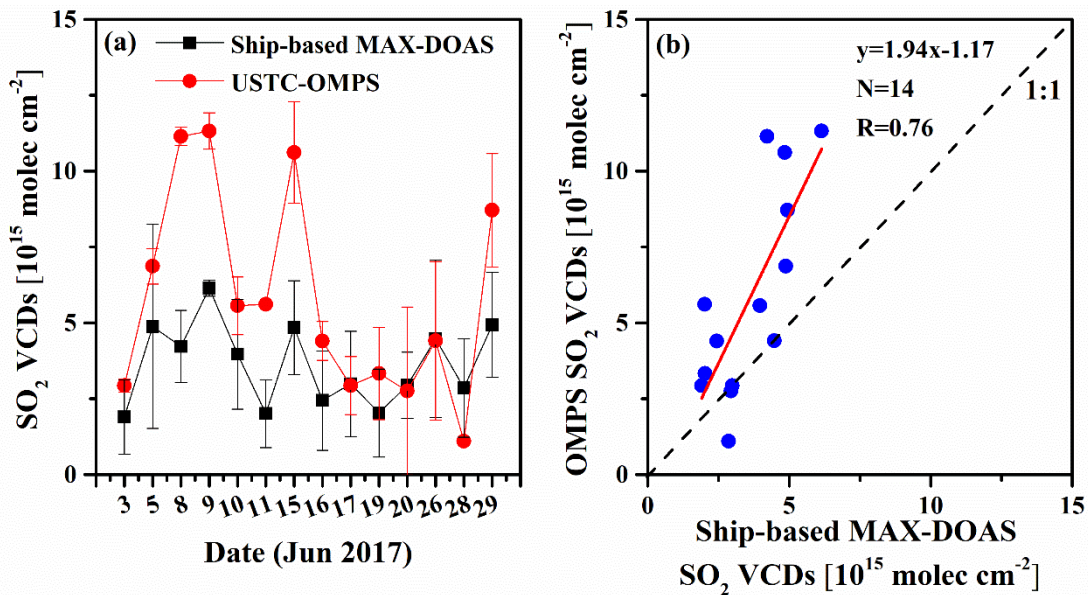 (a)
Ship-based MAX-DOAS
USTC-OMPS
15
10
5
0
SO2 VCDs [10^15 molec cm^-2]
3 5 8 9 10 11 15 16 17 19 20 26 28 29
Date (Jun 2017)
(b)
y=1.94x-1.17
N=14
R=0.76
1:1
15
10
5
0
OMPS SO2 VCDs [10^15 molec cm^-2]
0 5 10 15
Ship-based MAX-DOAS
SO2 VCDs [10^15 molec cm^-2]